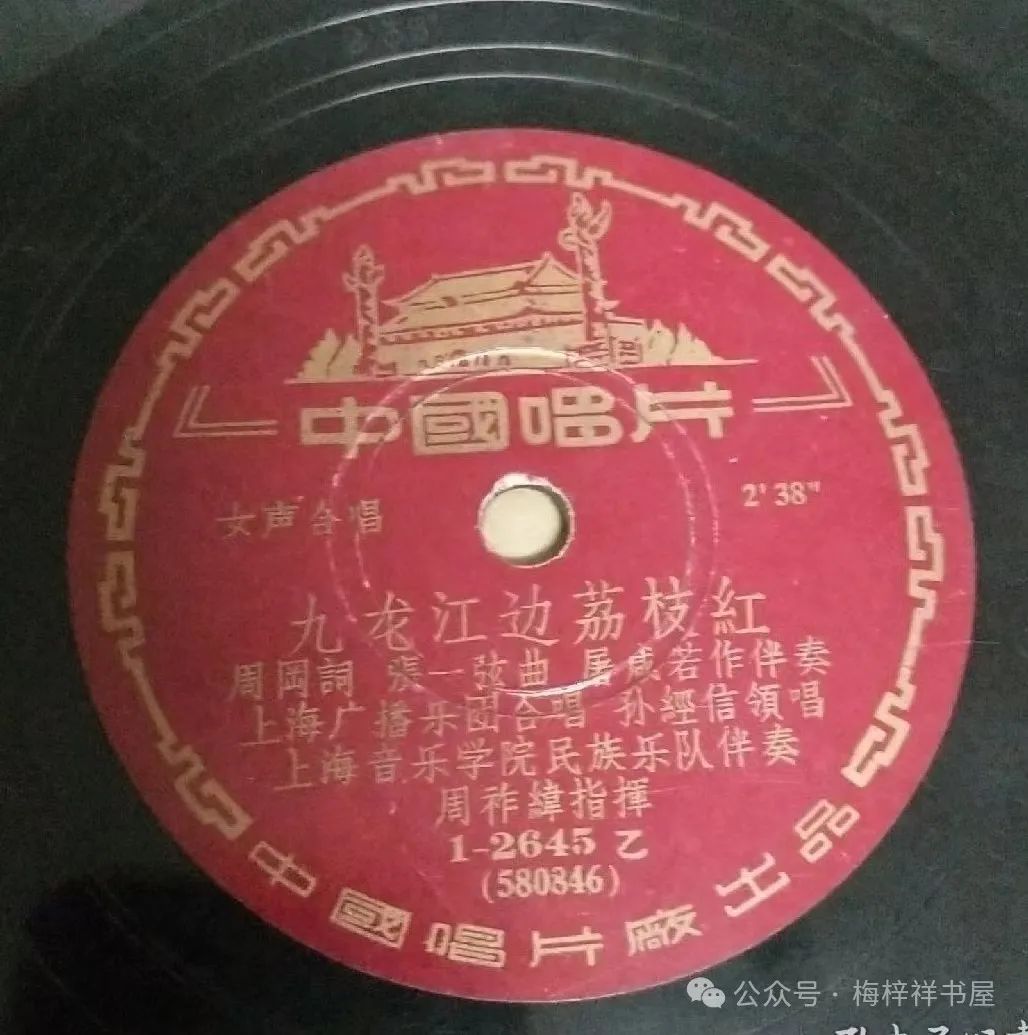 中國唱片
女声合唱
2' 38"
九龙江边荔枝紅
周岡詞 張一弦曲 屠咸若作伴奏
上海广播乐团合唱 孙經信領唱
上海音乐学院民族乐队伴奏
周祚緯指揮
1-2645 乙
(580846)
中國唱片廠出品
公众号 · 梅梓祥书屋